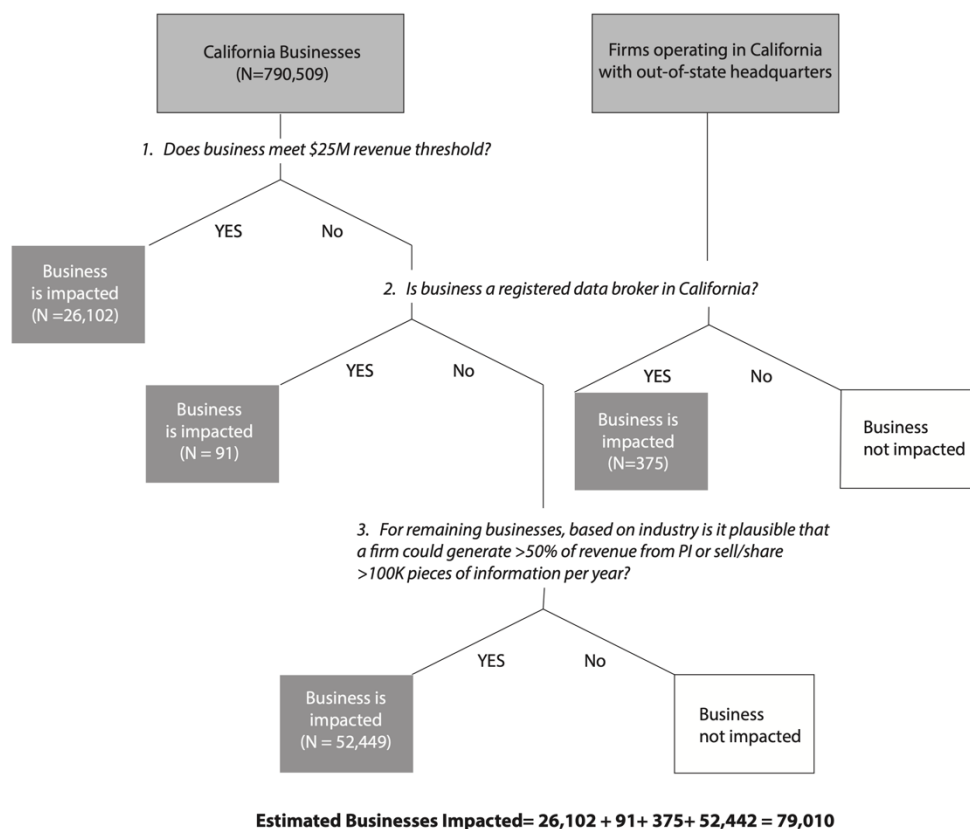 California Businesses
(N=790,509)
Firms operating in California
with out-of-state headquarters
1. Does business meet $25M revenue threshold?
YES
No
Business
is impacted
(N =26,102)
2. Is business a registered data broker in California?
YES
No
YES
No
Business
is impacted
(N = 91)
Business is
impacted
(N=375)
Business
not impacted
3. For remaining businesses, based on industry is it plausible that
a firm could generate >50% of revenue from PI or sell/share
>100K pieces of information per year?
YES
No
Business is
impacted
(N = 52,449)
Business
not impacted
Estimated Businesses Impacted= 26,102 + 91+ 375+ 52,442 = 79,010